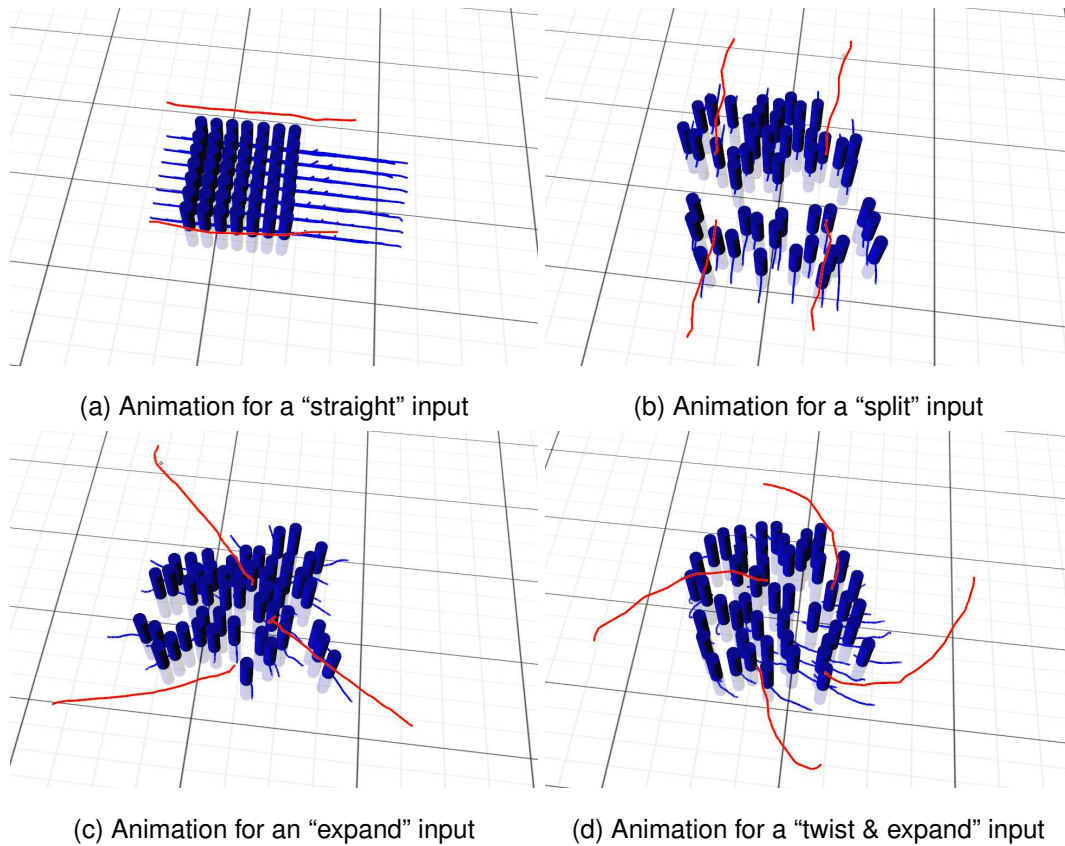 (a) Animation for a “straight” input
(b) Animation for a “split” input
(c) Animation for an “expand” input
(d) Animation for a “twist & expand” input